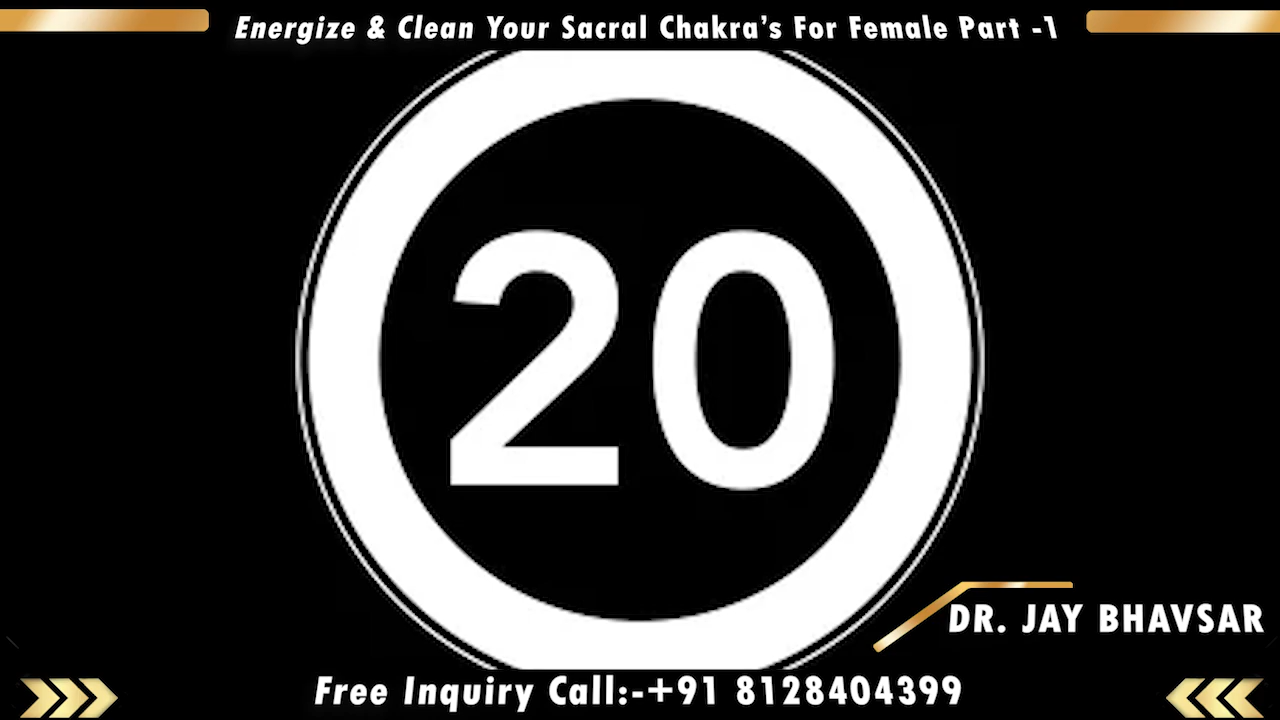 Energize & Clean Your Sacral Chakra’s For Female Part -1
20
DR. JAY BHAVSAR
Free Inquiry Call:-+91 8128404399